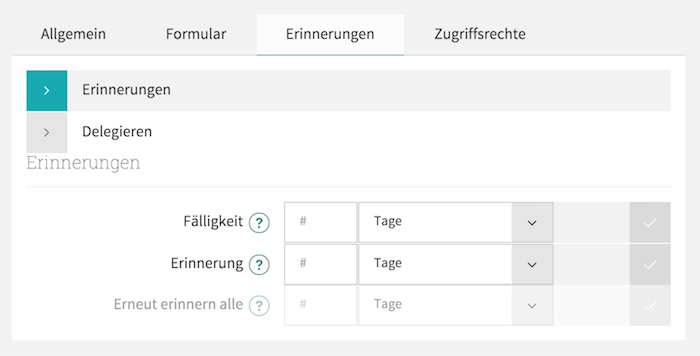 Allgemein Formular Erinnerungen Zugriffsrechte
Erinnerungen
Delegieren
Erinnerungen
Fälligkeit ? # Tage
Erinnerung ? # Tage
Erneut erinnern alle ? # Tage